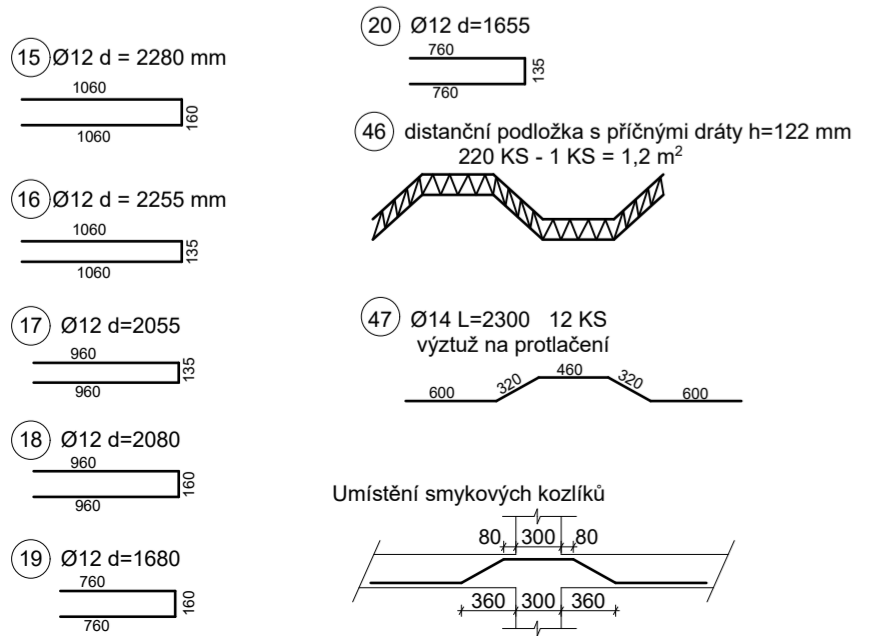 15 Ø12 d = 2280 mm
1060
160
1060
16 Ø12 d = 2255 mm
1060
135
1060
17 Ø12 d=2055
960
135
960
18 Ø12 d=2080
960
160
960
19 Ø12 d=1680
760
160
760
20 Ø12 d=1655
760
135
760
46 distanční podložka s příčnými dráty h=122 mm
220 KS - 1 KS = 1,2 m²
47 Ø14 L=2300 12 KS
výztuž na protlačení
600 320 460 320 600
Umístění smykových kozlíků
80 300 80
360 300 360